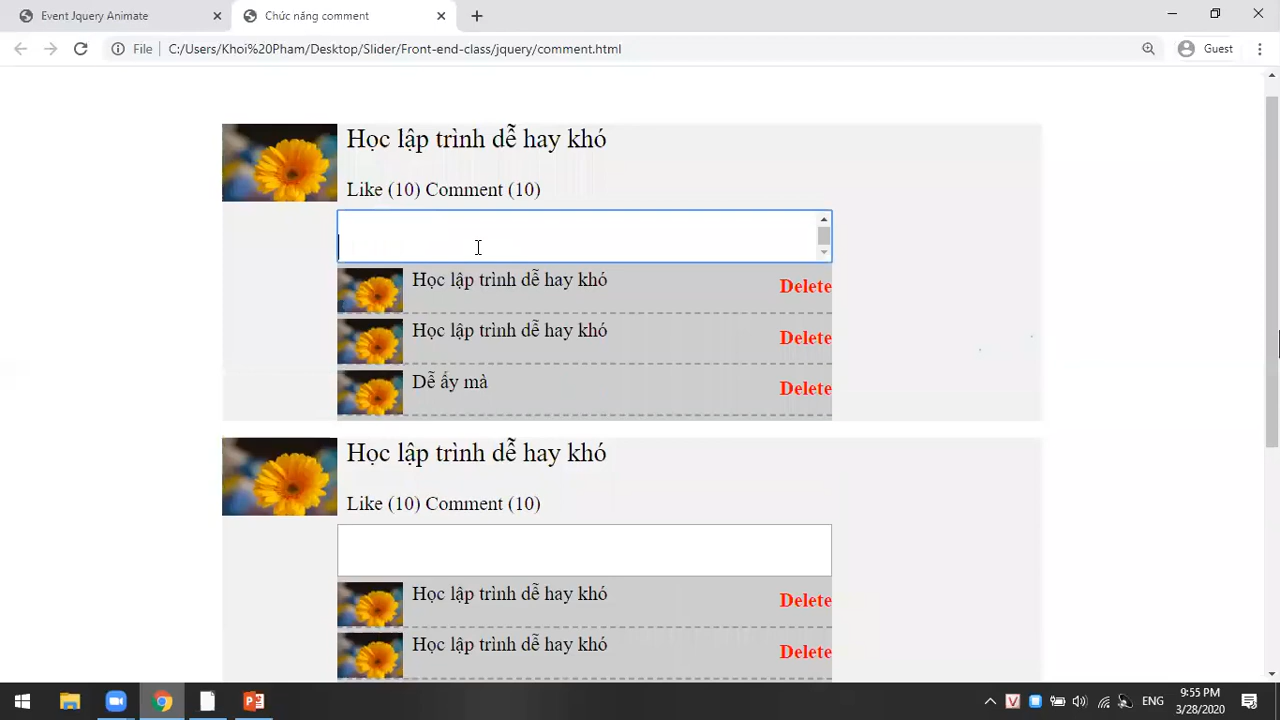 Event Jquery Animate
Chức năng comment
File
C:/Users/Khoi%20Pham/Desktop/Slider/Front-end-class/jquery/comment.html
Guest
Học lập trình dễ hay khó
Like (10) Comment (10)
Học lập trình dễ hay khó
Delete
Học lập trình dễ hay khó
Delete
Dễ ấy mà
Delete
Học lập trình dễ hay khó
Like (10) Comment (10)
Học lập trình dễ hay khó
Delete
Học lập trình dễ hay khó
Delete
ENG
9:55 PM
3/28/2020